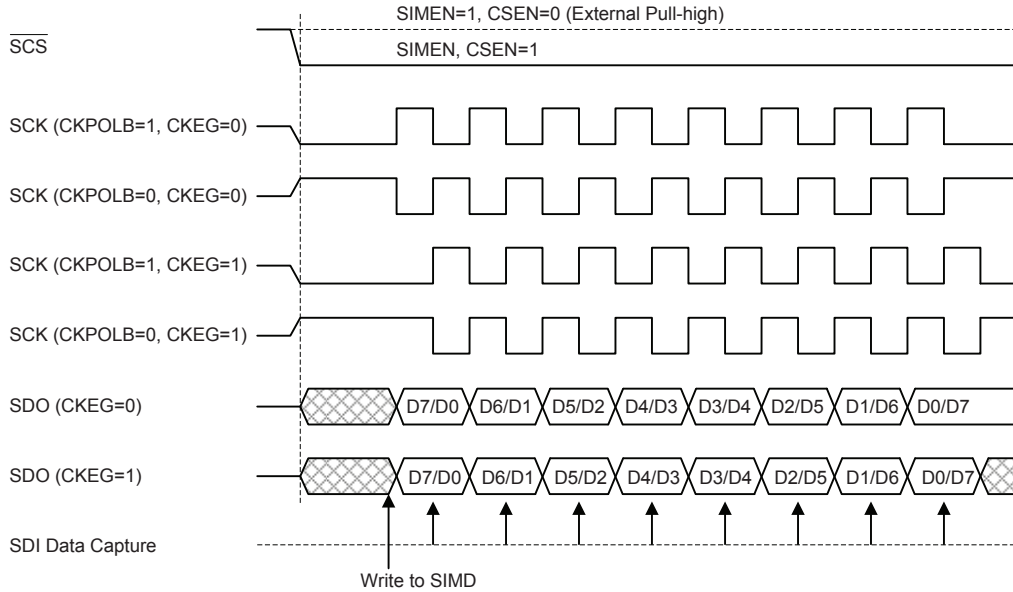 SIMEN=1, CSEN=0 (External Pull-high)
SCS
SIMEN, CSEN=1
SCK (CKPOLB=1, CKEG=0)
SCK (CKPOLB=0, CKEG=0)
SCK (CKPOLB=1, CKEG=1)
SCK (CKPOLB=0, CKEG=1)
SDO (CKEG=0) D7/D0 D6/D1 D5/D2 D4/D3 D3/D4 D2/D5 D1/D6 D0/D7
SDO (CKEG=1) D7/D0 D6/D1 D5/D2 D4/D3 D3/D4 D2/D5 D1/D6 D0/D7
SDI Data Capture
Write to SIMD